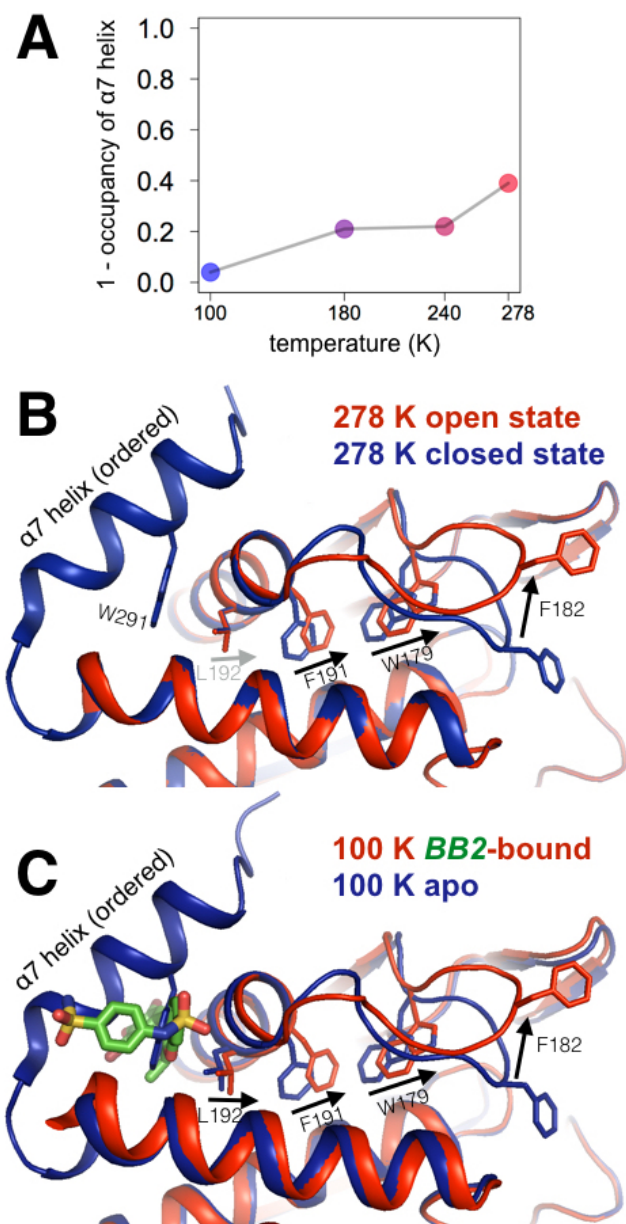 A
1 - occupancy of α7 helix
1.0
0.8
0.6
0.4
0.2
0.0
100
180
240
278
temperature (K)
B
α7 helix (ordered)
278 K open state
278 K closed state
W291
L192
F191
W179
F182
C
α7 helix (ordered)
100 K BB2-bound
100 K apo
L192
F191
W179
F182